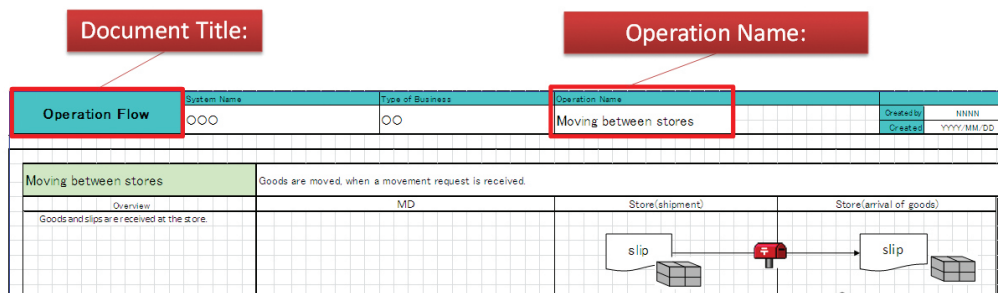 Document Title:
Operation Name:
Operation Flow
System Name
Type of Business
Operation Name
OOO
OO
Moving between stores
Created by
NNNN
Created
YYYY/MM/DD
Moving between stores
Goods are moved, when a movement request is received.
Overview
MD
Store(shipment)
Store(arrival of goods)
Goods and slips are received at the store.
slip
〒
slip